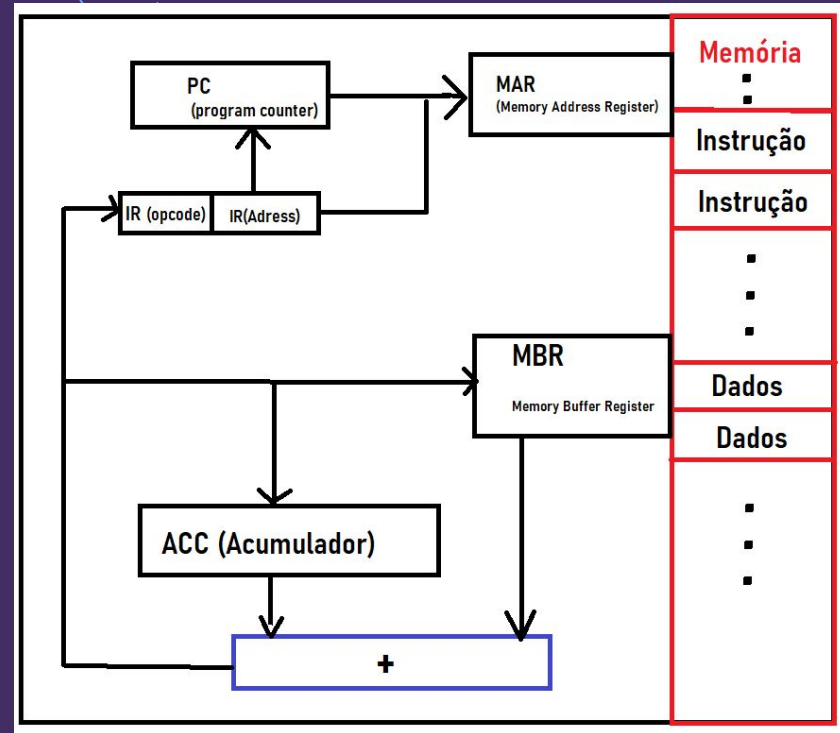 Memória
PC
(program counter)
MAR
(Memory Address Register)
Instrução
IR (opcode)
IR(Adress)
Instrução
MBR
Memory Buffer Register
Dados
Dados
ACC (Acumulador)
+